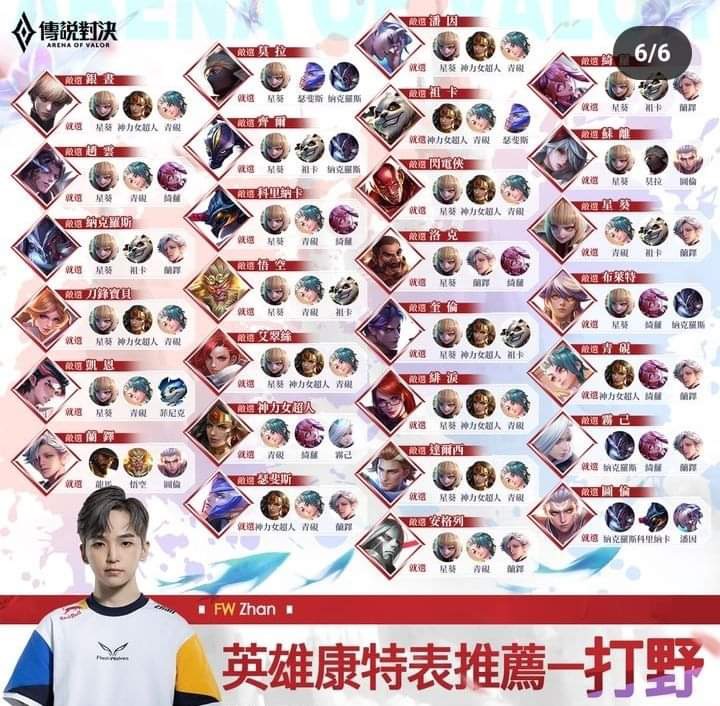 傳說對決
ARENA OF VALOR
6/6
敵選 銀晝
就選 星葵 神力女超人 青硯
敵選 趙雲
就選 星葵 青硯 綺蘿
敵選 納克羅斯
就選 星葵 祖卡 蘭鐸
敵選 刀鋒寶貝
就選 星葵 神力女超人 青硯
敵選 凱恩
就選 星葵 青硯 菲尼克
敵選 蘭鐸
就選 龍馬 悟空 圖倫
敵選 莫拉
就選 星葵 瑟斐斯 納克羅斯
敵選 齊爾
就選 星葵 祖卡 納克羅斯
敵選 科里納卡
就選 星葵 青硯 綺蘿
敵選 悟空
就選 星葵 青硯 祖卡
敵選 艾翠絲
就選 星葵 神力女超人 青硯
敵選 神力女超人
就選 青硯 綺蘿 霧己
敵選 瑟斐斯
就選 神力女超人 青硯 蘭鐸
敵選 潘因
就選 星葵 神力女超人 青硯
敵選 祖卡
就選 神力女超人 青硯 瑟斐斯
敵選 閃電俠
就選 星葵 神力女超人 青硯
敵選 洛克
就選 星葵 蘭鐸 綺蘿
敵選 奎倫
就選 星葵 神力女超人 祖卡
敵選 緋淚
就選 星葵 神力女超人 青硯
敵選 達爾西
就選 星葵 神力女超人 青硯
敵選 安格列
就選 星葵 青硯 蘭鐸
敵選 綺
就選 星葵 祖卡 蘭鐸
敵選 蘇離
就選 星葵 莫拉 圖倫
敵選 星葵
就選 青硯 祖卡 蘭鐸
敵選 布萊特
就選 星葵 綺蘿 納克羅斯
敵選 青硯
就選 神力女超人 綺蘿 蘭鐸
敵選 霧己
就選 納克羅斯 綺蘿 蘭鐸
敵選 圖倫
就選 納克羅斯 科里納卡 潘因
FW Zhan
英雄康特表推薦—打野